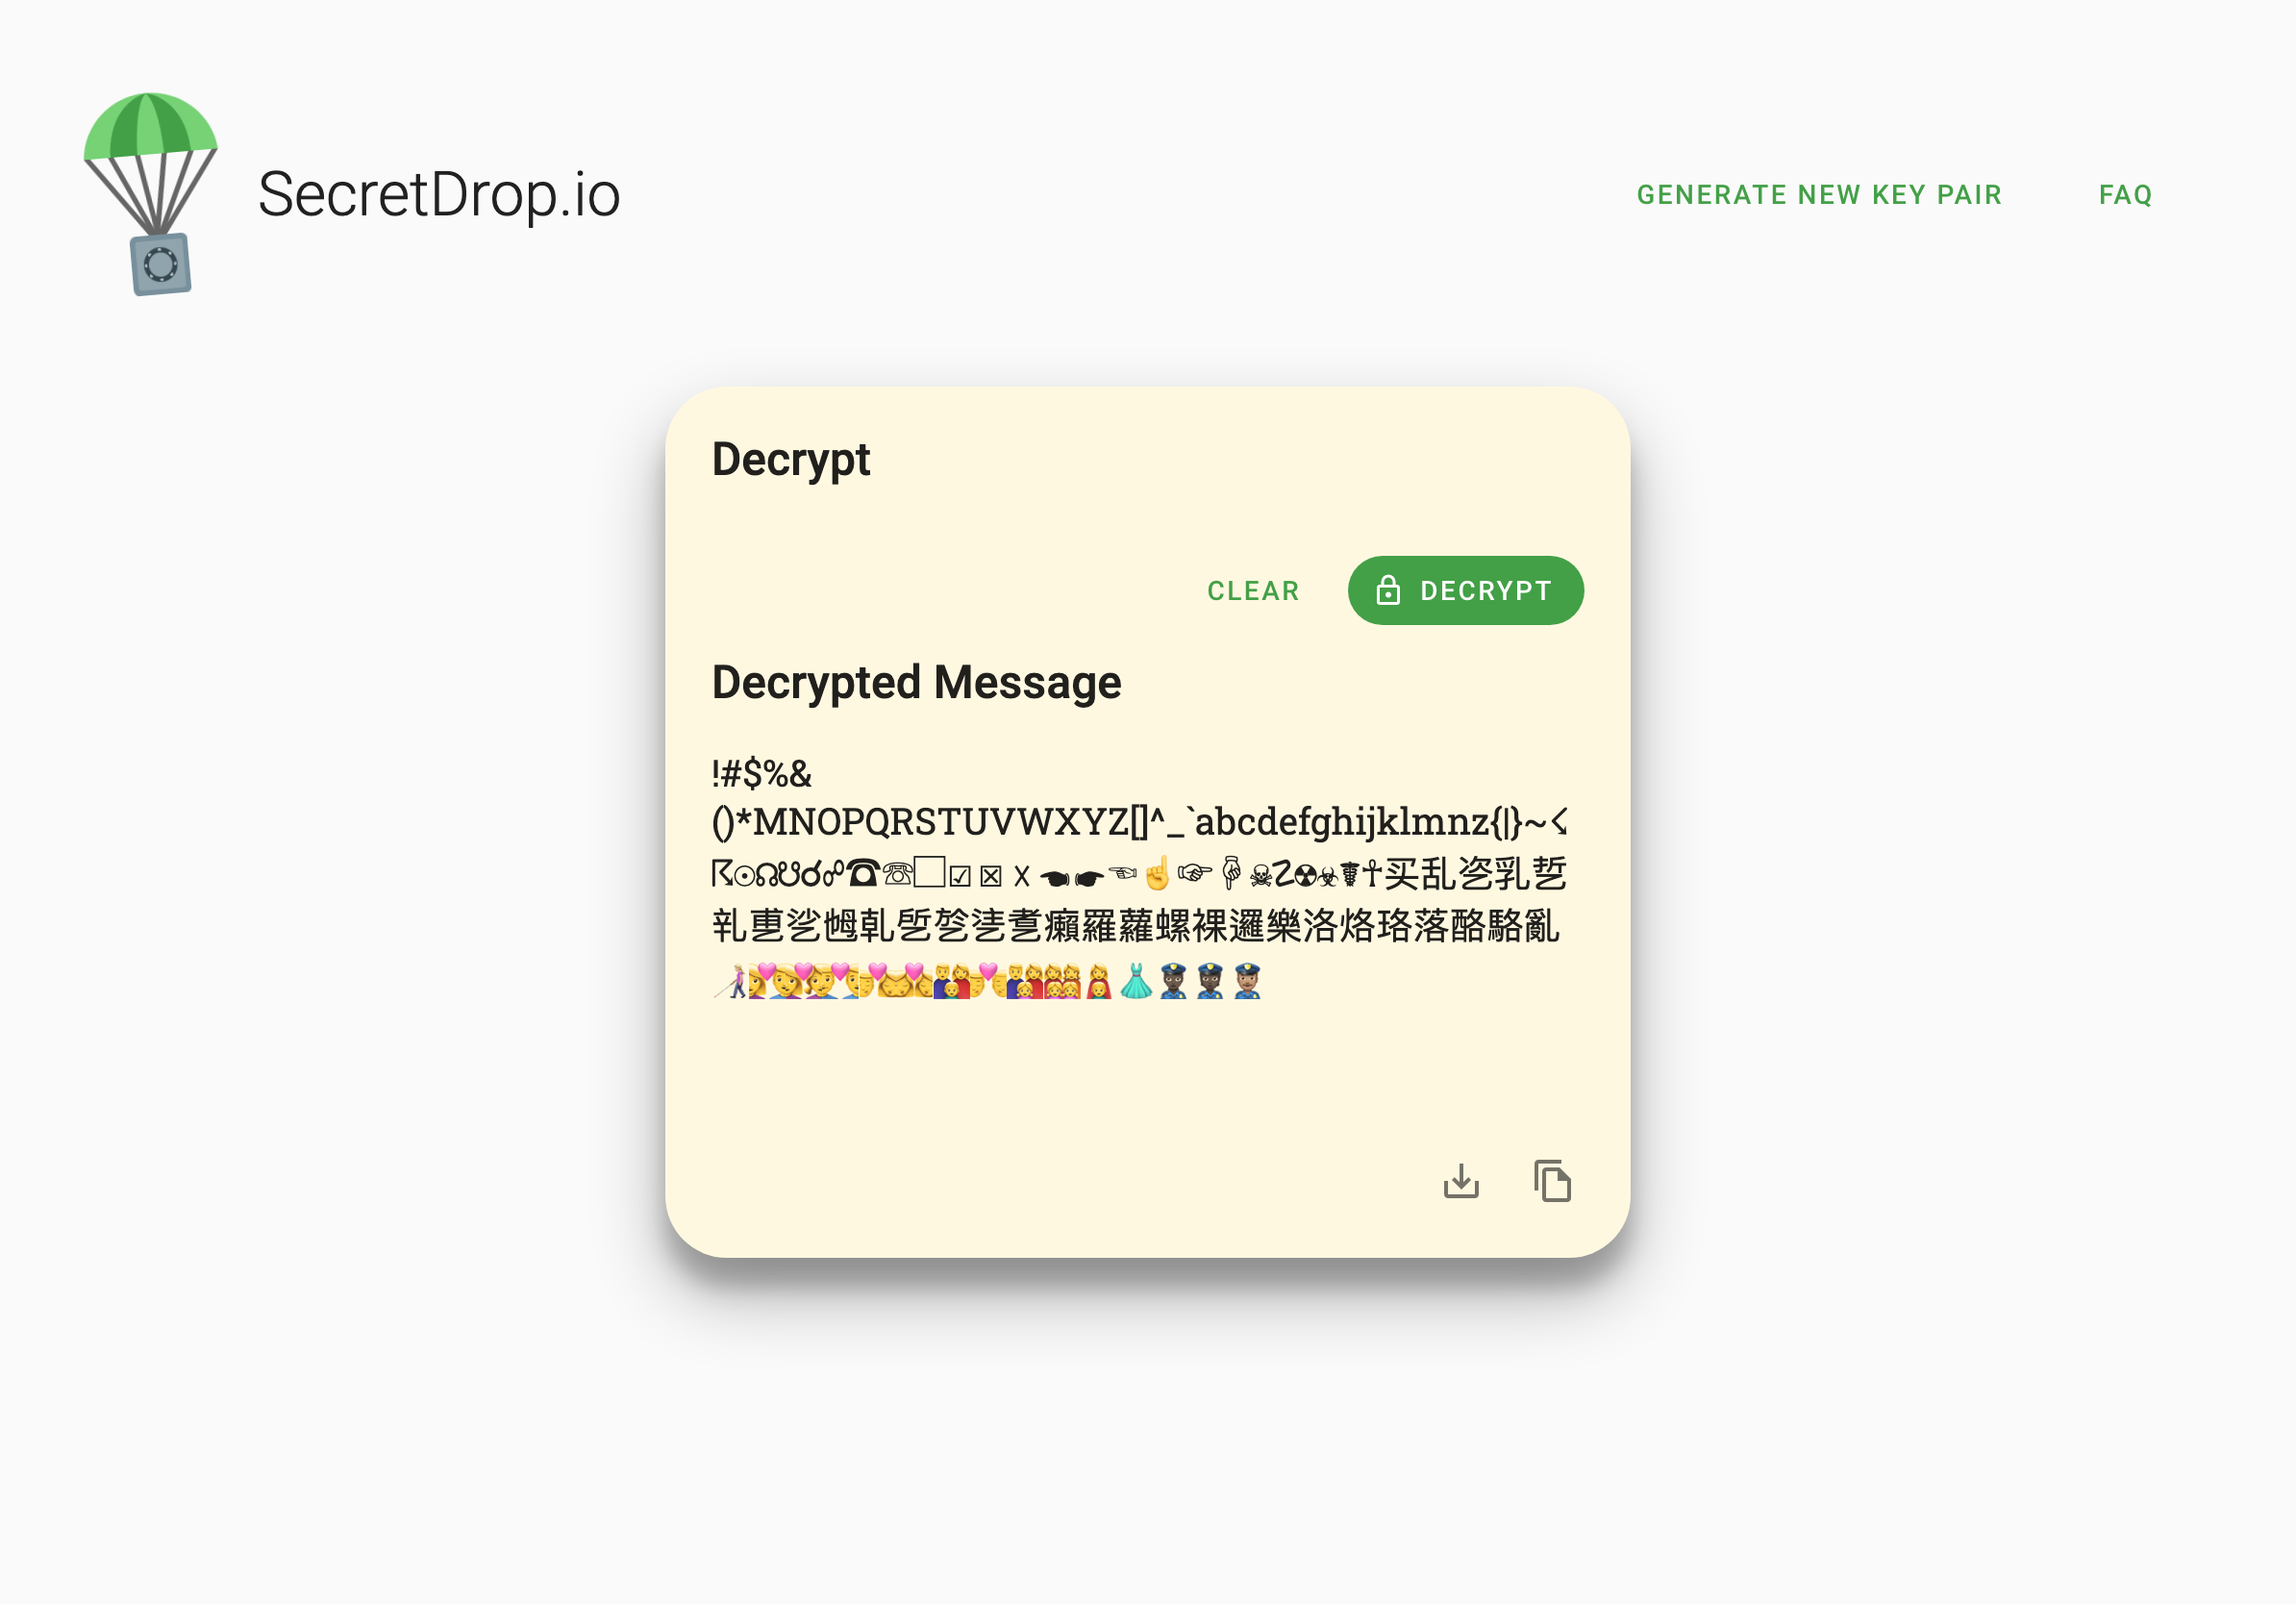 SecretDrop.io
GENERATE NEW KEY PAIR
FAQ
Decrypt
CLEAR
DECRYPT
Decrypted Message
!#$%&
()*MNOPQRSTUVWXYZ[]^_`abcdefghijklmnz{|}~☇
☈☉☊☋☌☍☎☏☐☑☒☓☚☛☜☝☞☟☠☡☢☣☤☥买乱乲乳乴
乵乶乷乸乹乺乻乼乽癩羅蘿螺裸邏樂洛烙珞落酪駱亂